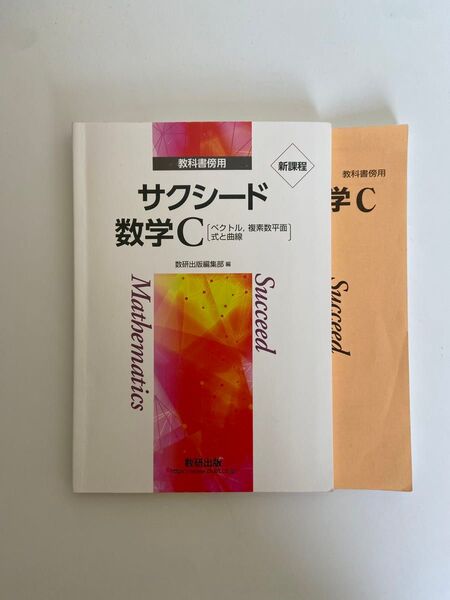 教科書傍用
新課程
サクシード
数学C
ベクトル，複素数平面
式と曲線
数研出版編集部 編
Succeed
Mathematics
数研出版
教科書傍用
学C
Succeed